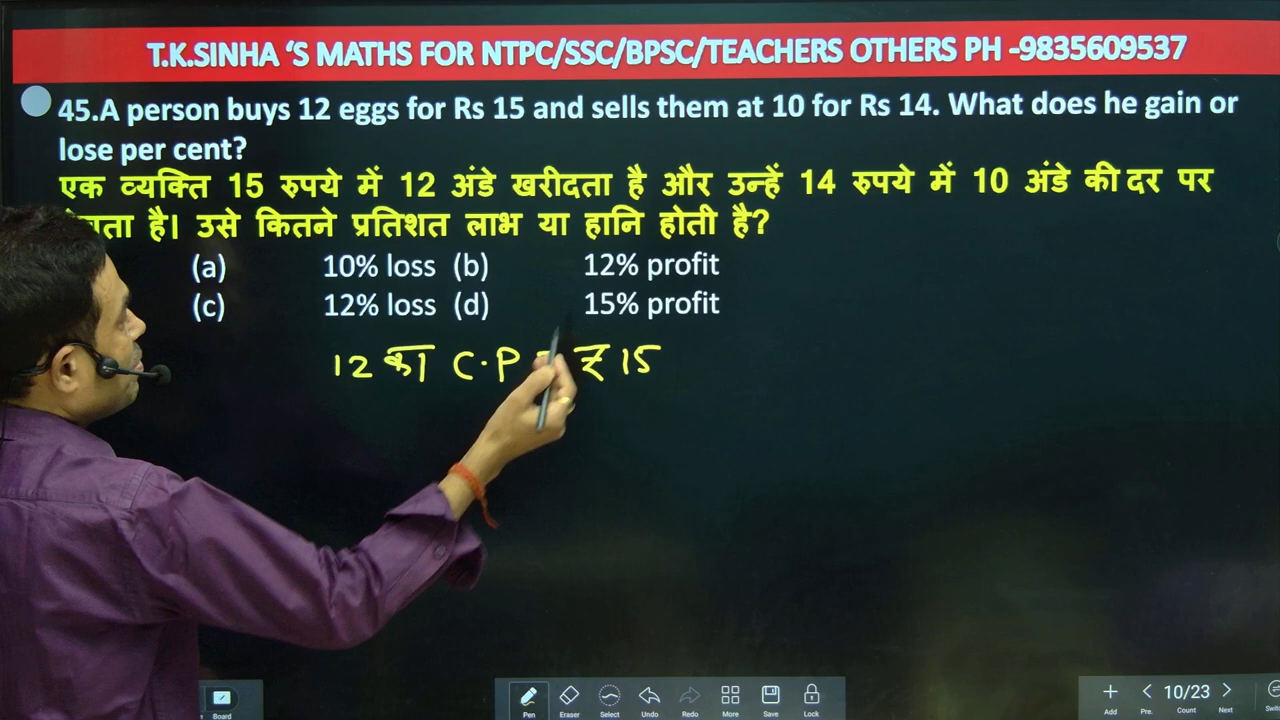 T.K.SINHA ‘S MATHS FOR NTPC/SSC/BPSC/TEACHERS OTHERS PH -9835609537
45.A person buys 12 eggs for Rs 15 and sells them at 10 for Rs 14. What does he gain or
lose per cent?
एक व्यक्ति 15 रुपये में 12 अंडे खरीदता है और उन्हें 14 रुपये में 10 अंडे की दर पर
है। उसे कितने प्रतिशत लाभ या हानि होती है?
(a) 10% loss (b) 12% profit
(c) 12% loss (d) 15% profit
12 का C.P = ₹ 15
Board Pen Eraser Select Undo Redo More Save Lock Add Pre. 10/23 Count Next